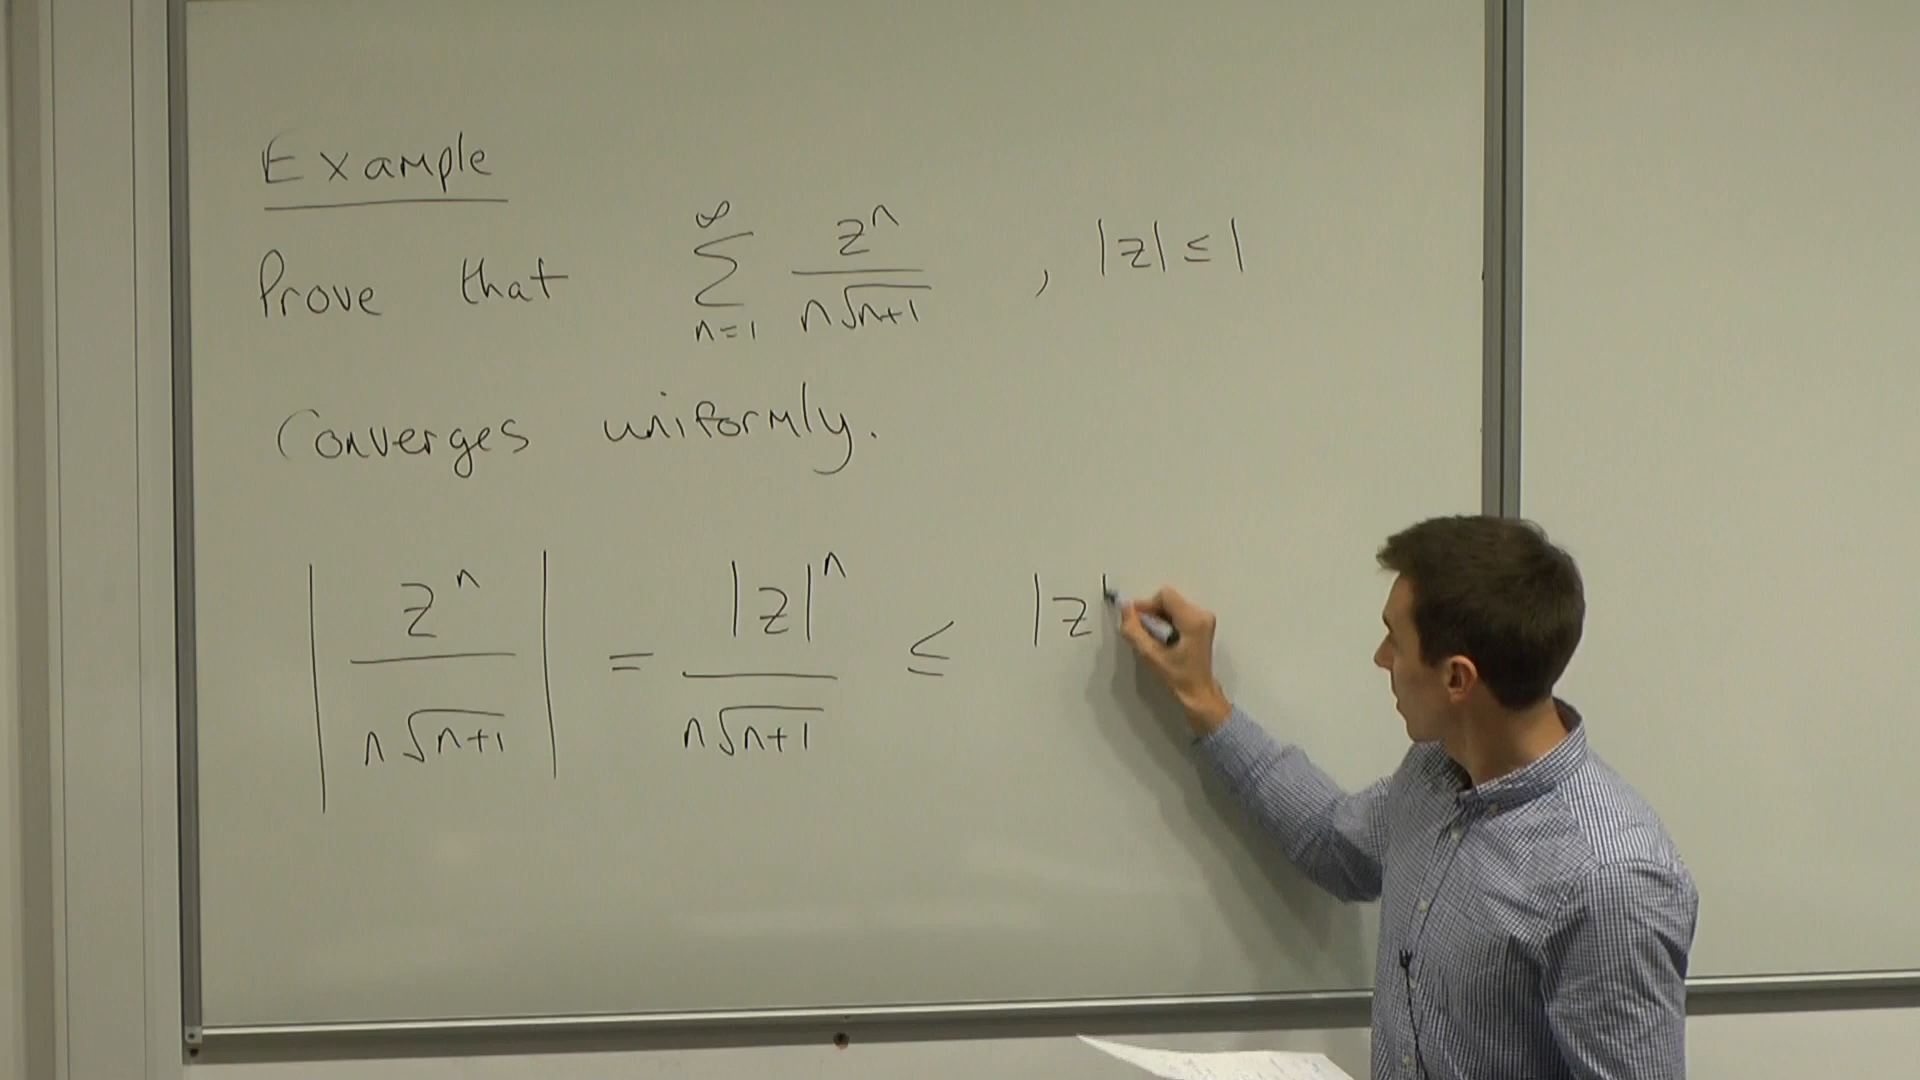 Example
Prove that ∑_{n=1}^{∞} z^n / (n√(n+1)) , |z| ≤ 1
Converges uniformly.
| z^n / (n√(n+1)) | = |z|^n / (n√(n+1)) ≤ |z|